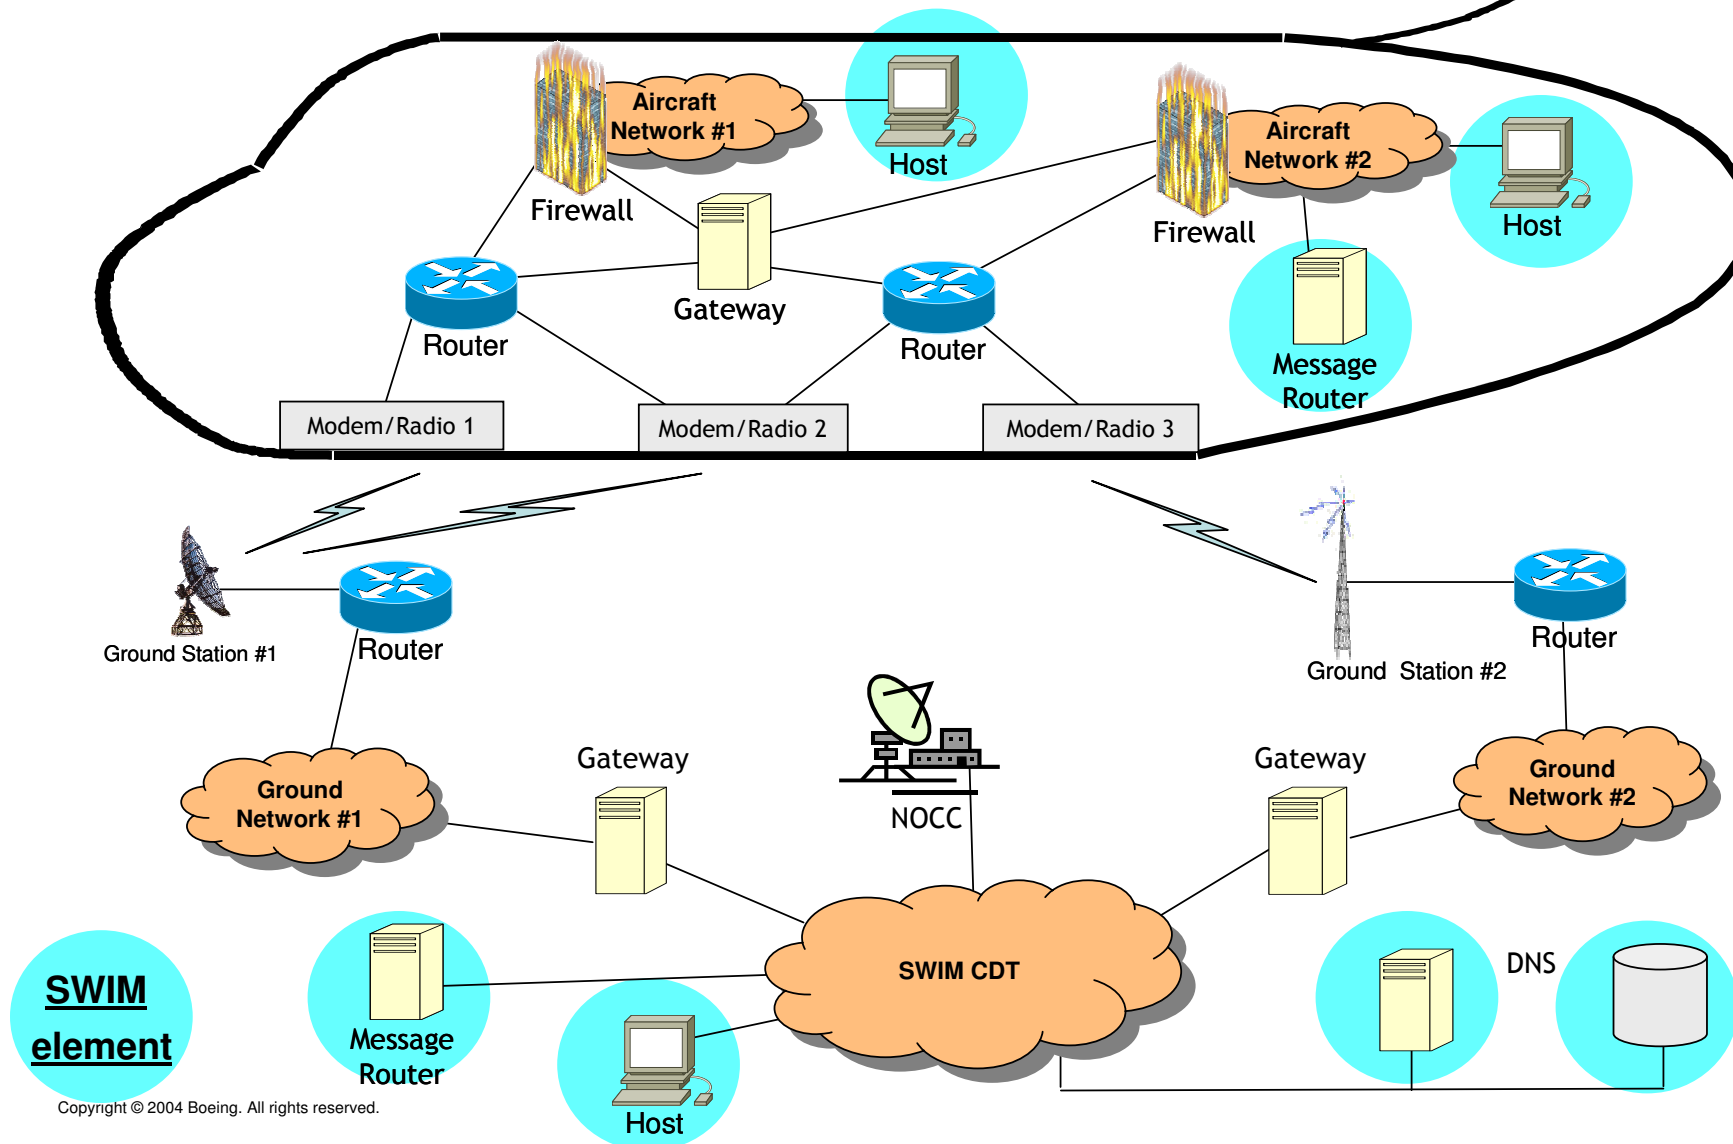 Aircraft
Network #1
Host
Firewall
Aircraft
Network #2
Host
Firewall
Gateway
Router
Router
Message
Router
Modem/Radio 1
Modem/Radio 2
Modem/Radio 3
Ground Station #1
Router
Ground Station #2
Router
Ground
Network #1
Gateway
NOCC
Gateway
Ground
Network #2
SWIM CDT
DNS
SWIM
element
Message
Router
Host
Copyright © 2004 Boeing. All rights reserved.